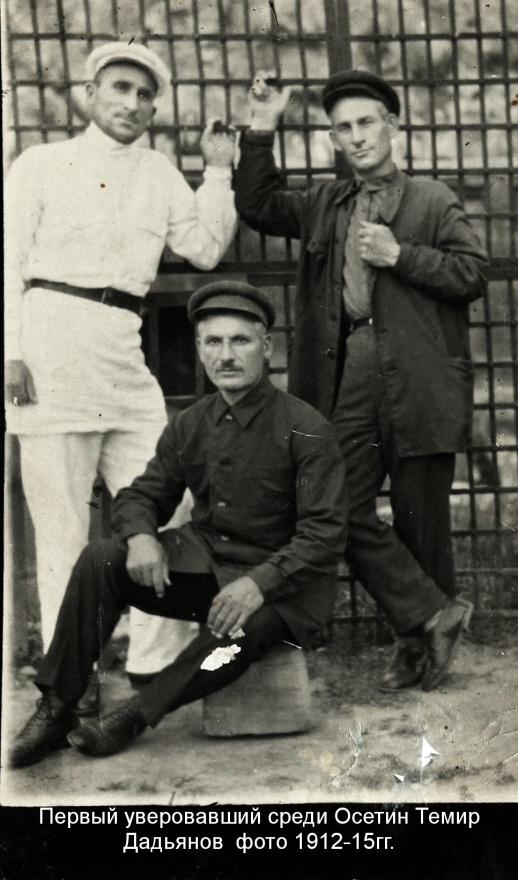 Первый уверовавший среди Осетин Темир
Дадьянов фото 1912-15гг.